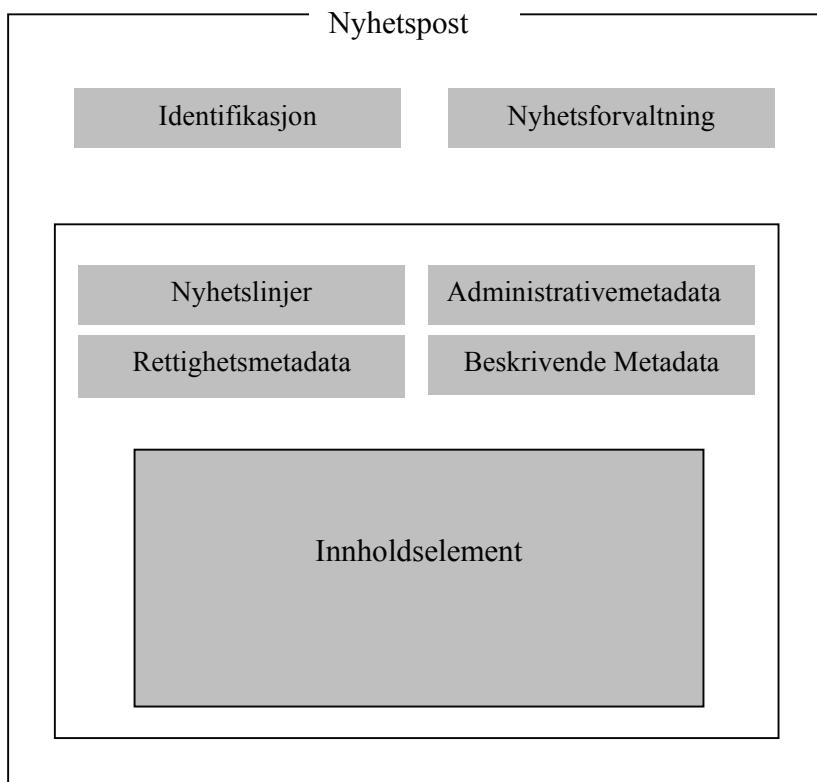 Nyhetspost
Identifikasjon
Nyhetsforvaltning
Nyhetslinjer
Administrativemetadata
Rettighetsmetadata
Beskrivende Metadata
Innholdselement